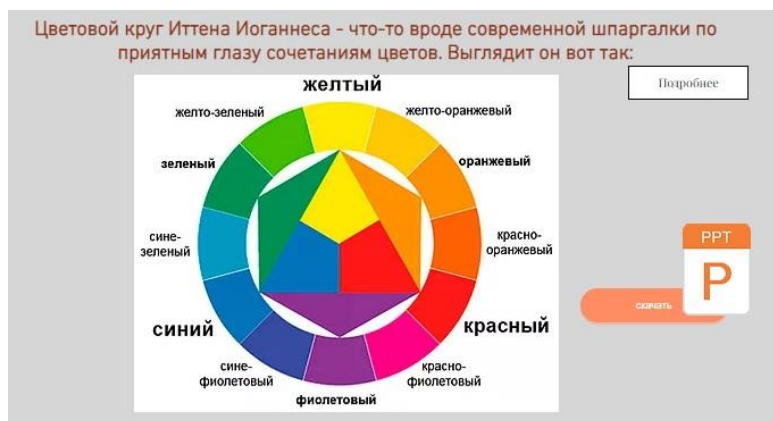 Цветовой круг Иттена Иоганнеса - что-то вроде современной шпаргалки по
приятным глазу сочетаниям цветов. Выглядит он вот так:
Подробнее
желтый
желто-зеленый
желто-оранжевый
зеленый
оранжевый
сине-
зеленый
красно-
оранжевый
PPT
P
скачать
синий
красный
сине-
фиолетовый
красно-
фиолетовый
фиолетовый